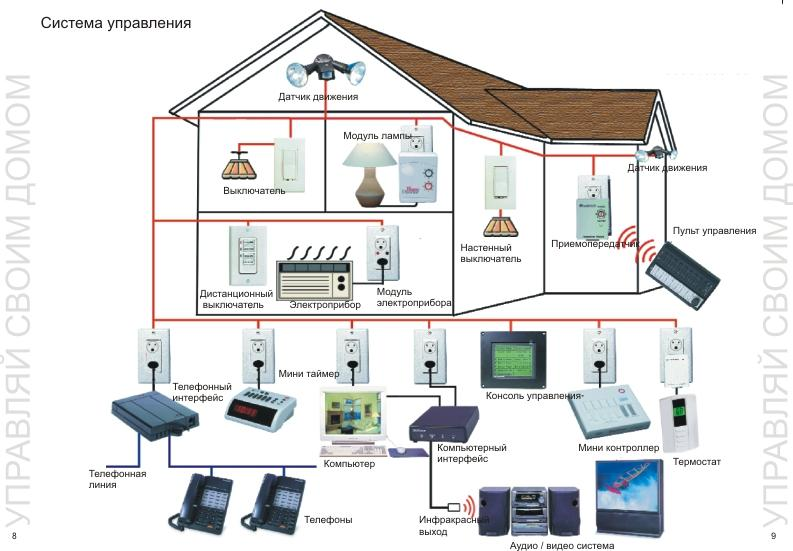 Система управления
УПРАВЛЯЙ СВОИМ ДОМОМ
УПРАВЛЯЙ СВОИМ ДОМОМ
Датчик движения
Модуль лампы
Выключатель
Датчик движения
Настенный
выключатель
Приемопередатчик
Пульт управления
Дистанционный
выключатель
Электроприбор
Модуль
электроприбора
Телефонный
интерфейс
Мини таймер
Консоль управления-
Компьютер
Компьютерный
интерфейс
Мини контроллер
Термостат
Телефонная
линия
Телефоны
Инфракрасный
выход
Аудио / видео система
8
9